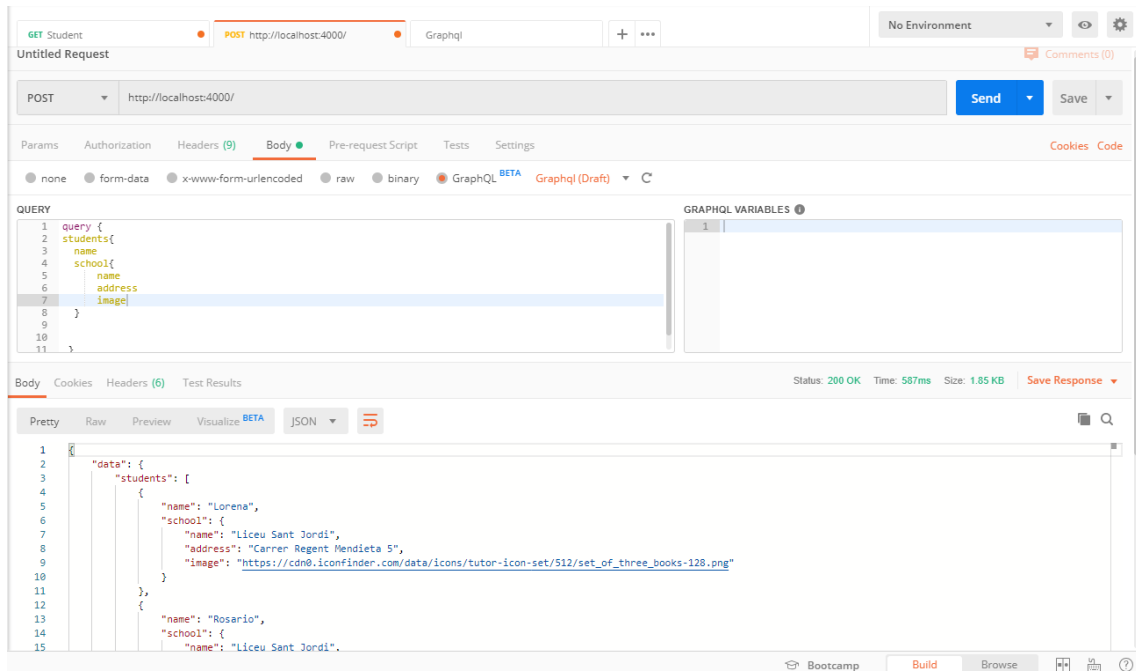 GET Student POST http://localhost:4000/ Graphql + ••• No Environment
Untitled Request Comments (0)
POST http://localhost:4000/ Send Save
Params Authorization Headers (9) Body Pre-request Script Tests Settings Cookies Code
none form-data x-www-form-urlencoded raw binary GraphQL BETA Graphql (Draft)
QUERY GRAPHQL VARIABLES
1 query { 1
2 students{
3 name
4 school{
5 name
6 address
7 image
8 }
9
10
11 }
Body Cookies Headers (6) Test Results Status: 200 OK Time: 587ms Size: 1.85 KB Save Response
Pretty Raw Preview Visualize BETA JSON
1 {
2 "data": {
3 "students": [
4 {
5 "name": "Lorena",
6 "school": {
7 "name": "Liceu Sant Jordi",
8 "address": "Carrer Regent Mendieta 5",
9 "image": "https://cdn0.iconfinder.com/data/icons/tutor-icon-set/512/set_of_three_books-128.png"
10 }
11 },
12 {
13 "name": "Rosario",
14 "school": {
15 "name": "Liceu Sant Jordi",
Bootcamp Build Browse